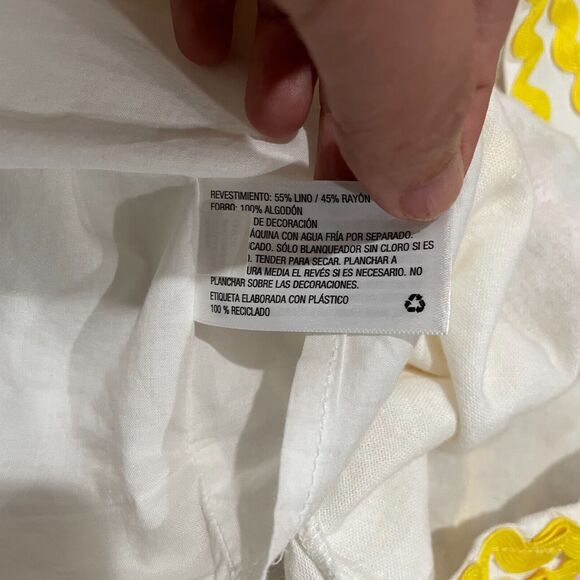 REVESTIMIENTO: 55% LINO / 45% RAYÓN
FORRO: 100% ALGODÓN
DE DECORACIÓN
ÁQUINA CON AGUA FRÍA POR SEPARADO.
ICADO. SÓLO BLANQUEADOR SIN CLORO SI ES
O. TENDER PARA SECAR. PLANCHAR A
URA MEDIA EL REVÉS SI ES NECESARIO. NO
PLANCHAR SOBRE LAS DECORACIONES.
ETIQUETA ELABORADA CON PLÁSTICO
100 % RECICLADO